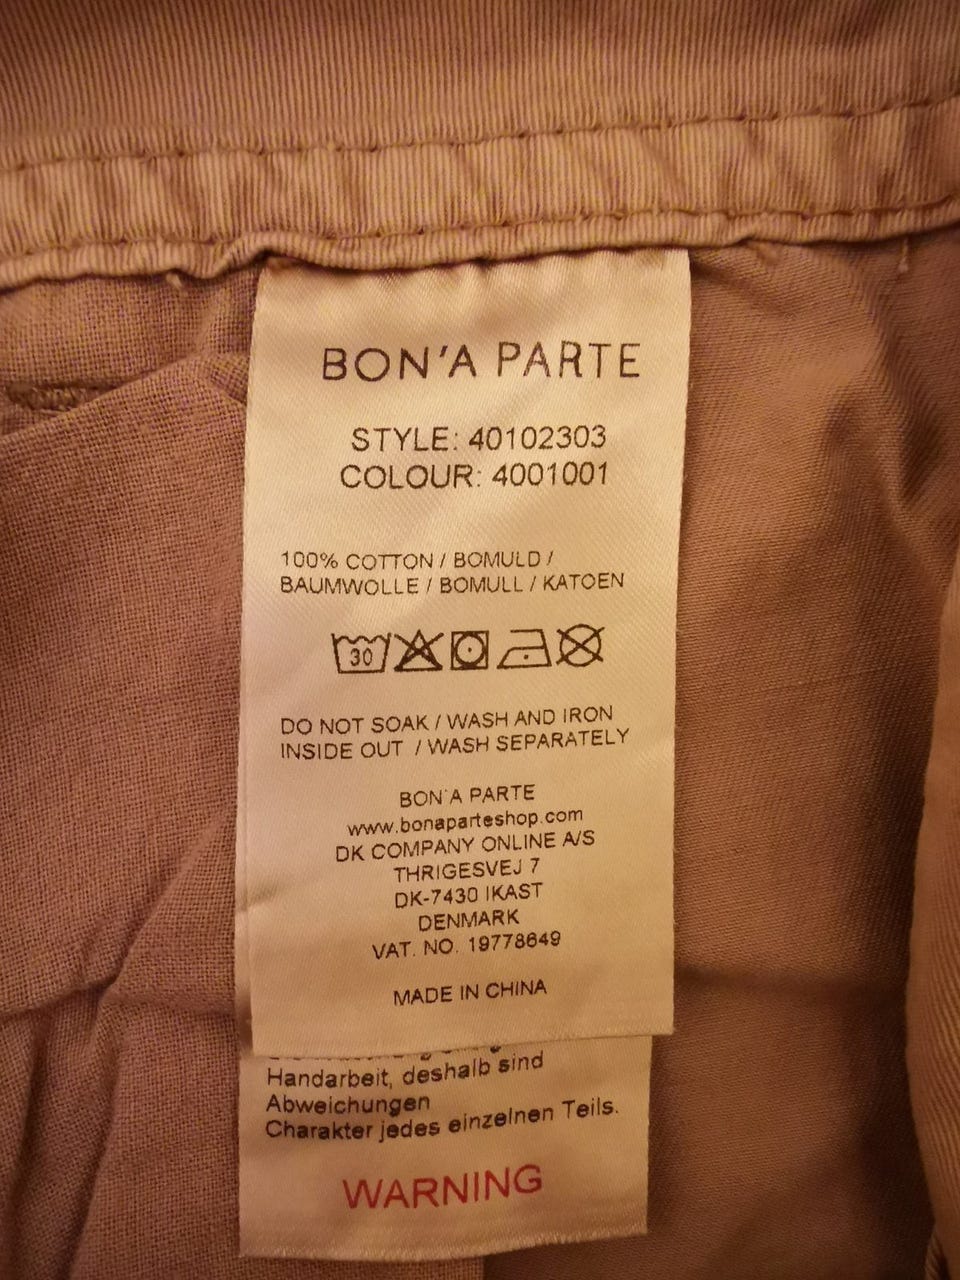 BON'A PARTE
STYLE: 40102303
COLOUR: 4001001
100% COTTON / BOMULD /
BAUMWOLLE / BOMULL / KATOEN
30
DO NOT SOAK / WASH AND IRON
INSIDE OUT / WASH SEPARATELY
BON'A PARTE
www.bonaparteshop.com
DK COMPANY ONLINE A/S
THRIGESVEJ 7
DK-7430 IKAST
DENMARK
VAT. NO. 19778649
MADE IN CHINA
Handarbeit, deshalb sind
Abweichungen
Charakter jedes einzelnen Teils.
WARNING